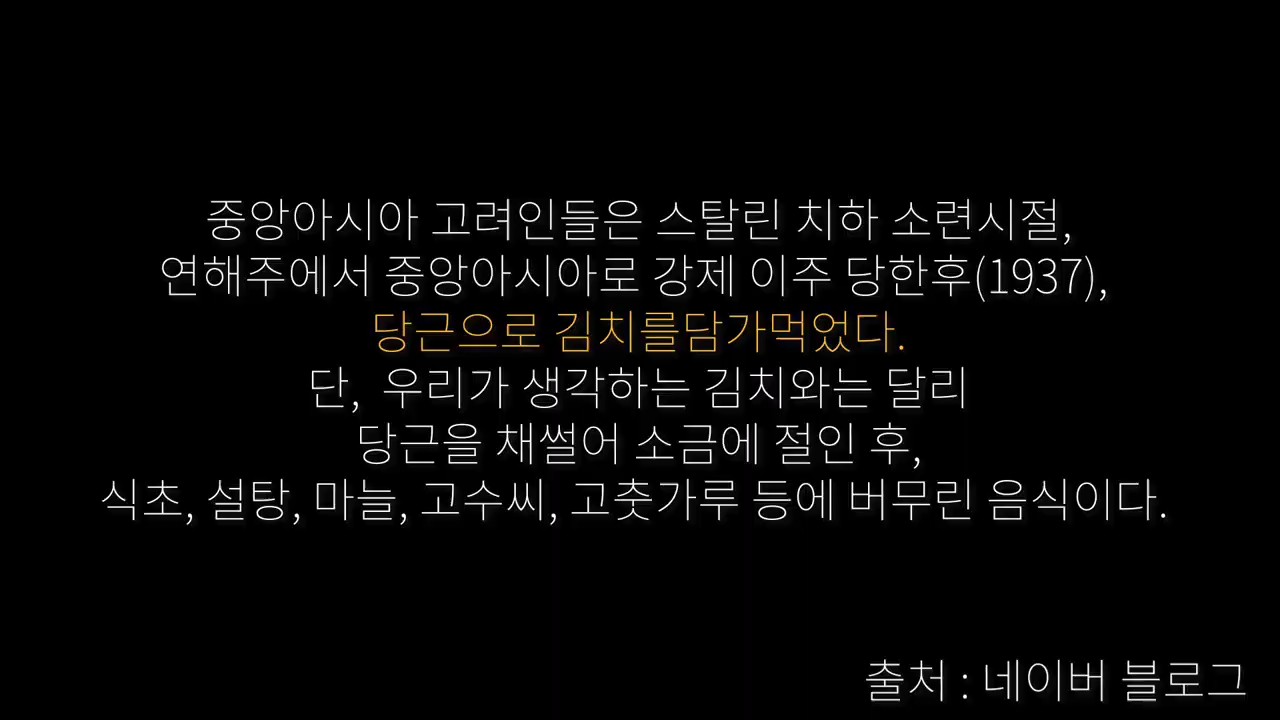 중앙아시아 고려인들은 스탈린 치하 소련시절,
연해주에서 중앙아시아로 강제 이주 당한후(1937),
당근으로 김치를담가먹었다.
단, 우리가 생각하는 김치와는 달리
당근을 채썰어 소금에 절인 후,
식초, 설탕, 마늘, 고수씨, 고춧가루 등에 버무린 음식이다.
출처 : 네이버 블로그